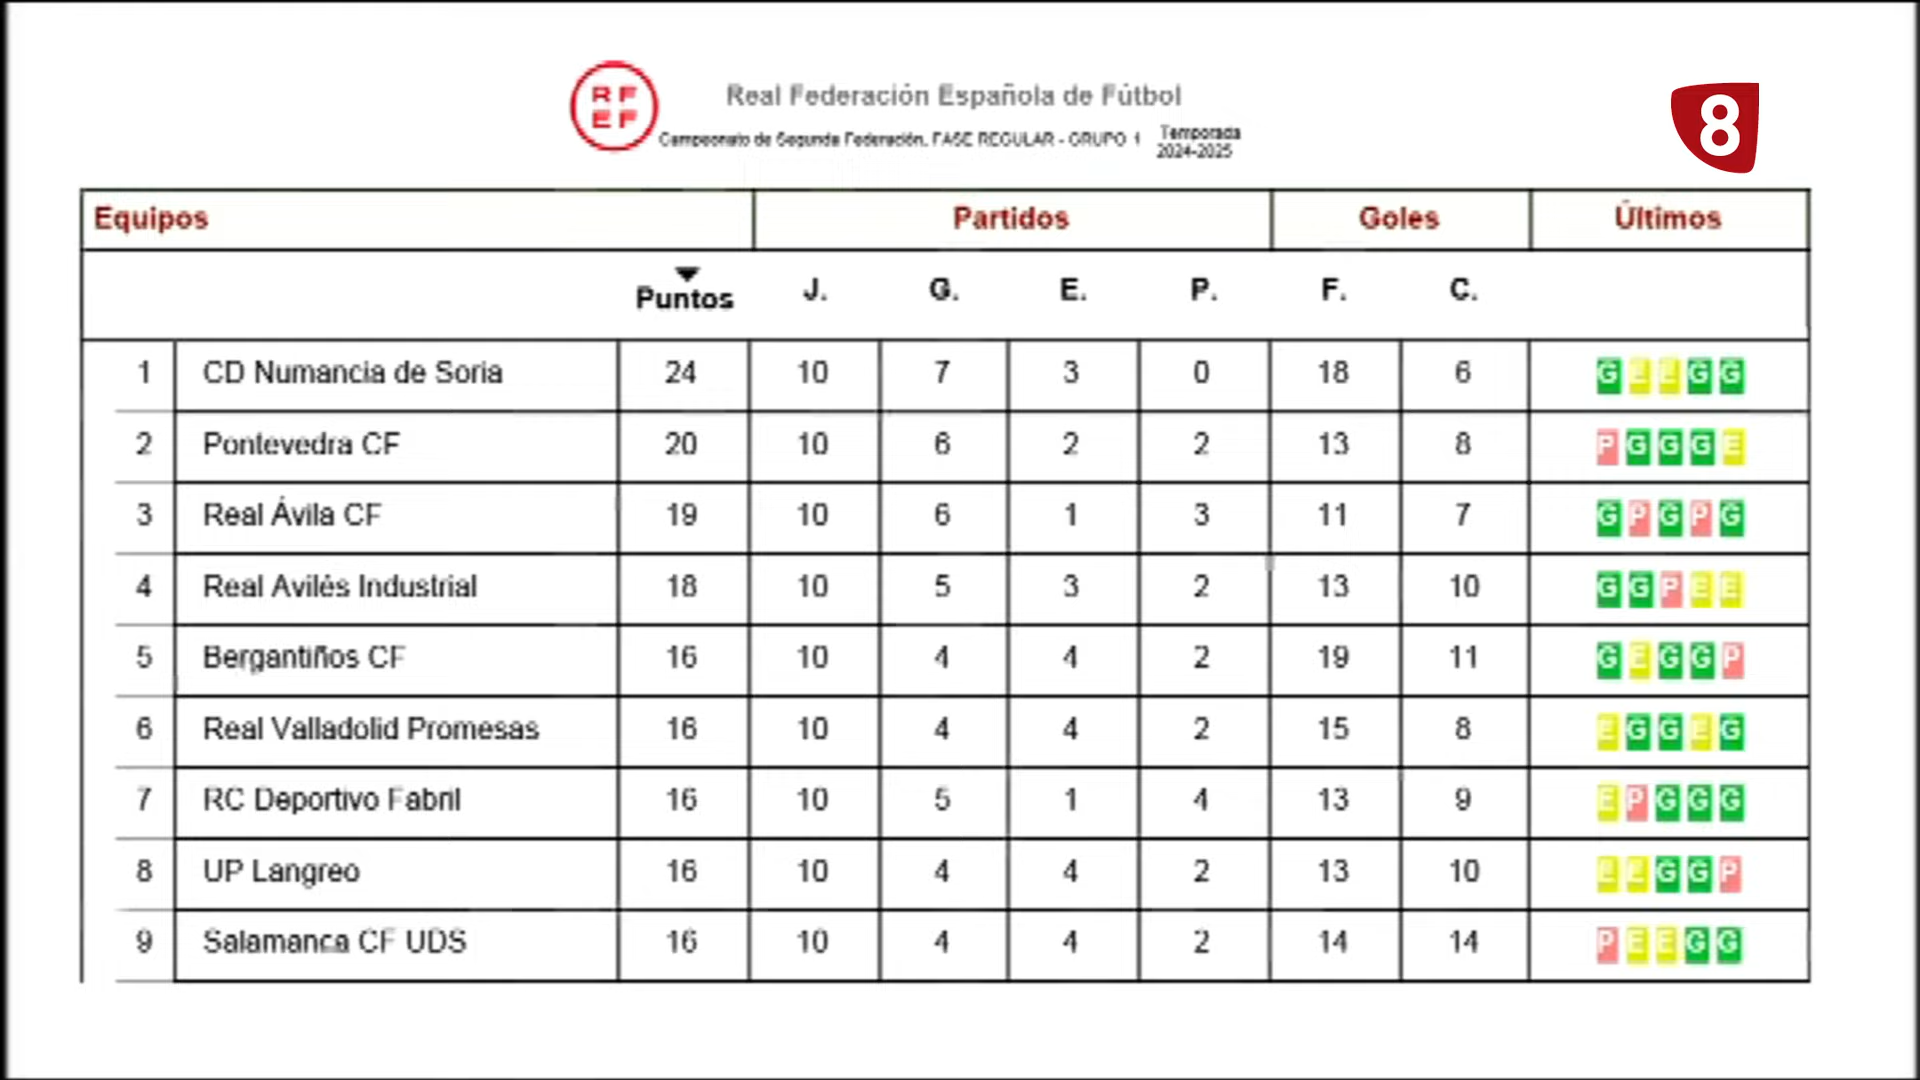 RF
EF
Real Federación Española de Fútbol
Campeonato de Segunda Federación, FASE REGULAR - GRUPO 1 Temporada
2024-2025
8
Equipos Partidos Goles Últimos
Puntos J. G. E. P. F. C.
1 CD Numancia de Soria 24 10 7 3 0 18 6 G E E G G
2 Pontevedra CF 20 10 6 2 2 13 8 P G G G E
3 Real Ávila CF 19 10 6 1 3 11 7 G P G P G
4 Real Avilés Industrial 18 10 5 3 2 13 10 G G P E E
5 Bergantiños CF 16 10 4 4 2 19 11 G E G G P
6 Real Valladolid Promesas 16 10 4 4 2 15 8 E G G E G
7 RC Deportivo Fabril 16 10 5 1 4 13 9 E P G G G
8 UP Langreo 16 10 4 4 2 13 10 E E G G P
9 Salamanca CF UDS 16 10 4 4 2 14 14 P E E G G